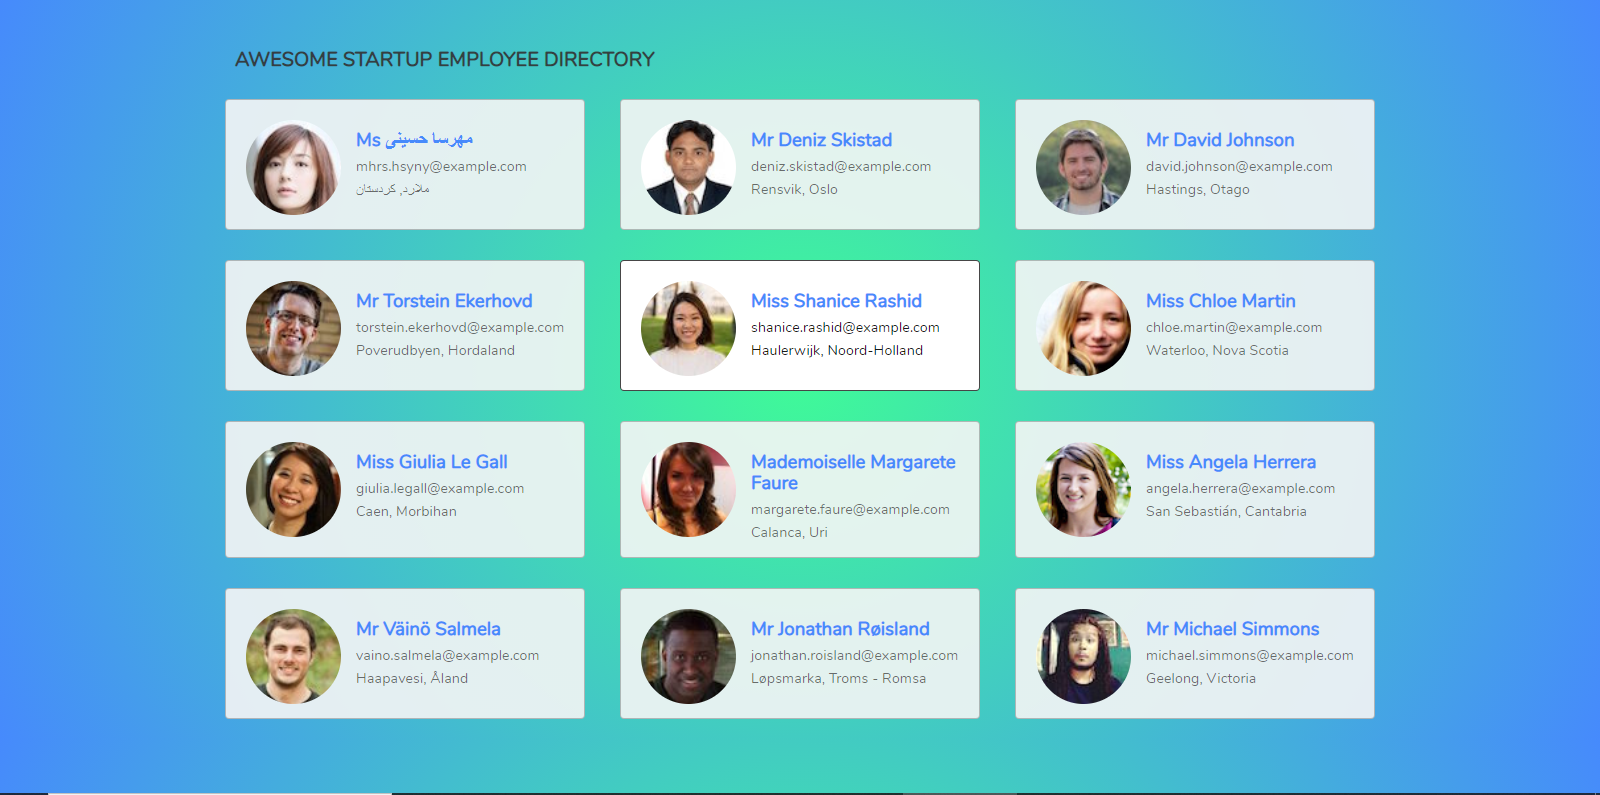 AWESOME STARTUP EMPLOYEE DIRECTORY
Ms مهرسا حسینی
mhrs.hsyny@example.com
ملارد, کردستان
Mr Deniz Skistad
deniz.skistad@example.com
Rensvik, Oslo
Mr David Johnson
david.johnson@example.com
Hastings, Otago
Mr Torstein Ekerhovd
torstein.ekerhovd@example.com
Poverudbyen, Hordaland
Miss Shanice Rashid
shanice.rashid@example.com
Haulerwijk, Noord-Holland
Miss Chloe Martin
chloe.martin@example.com
Waterloo, Nova Scotia
Miss Giulia Le Gall
giulia.legall@example.com
Caen, Morbihan
Mademoiselle Margarete
Faure
margarete.faure@example.com
Calanca, Uri
Miss Angela Herrera
angela.herrera@example.com
San Sebastián, Cantabria
Mr Väinö Salmela
vaino.salmela@example.com
Haapavesi, Åland
Mr Jonathan Røisland
jonathan.roisland@example.com
Løpsmarka, Troms - Romsa
Mr Michael Simmons
michael.simmons@example.com
Geelong, Victoria